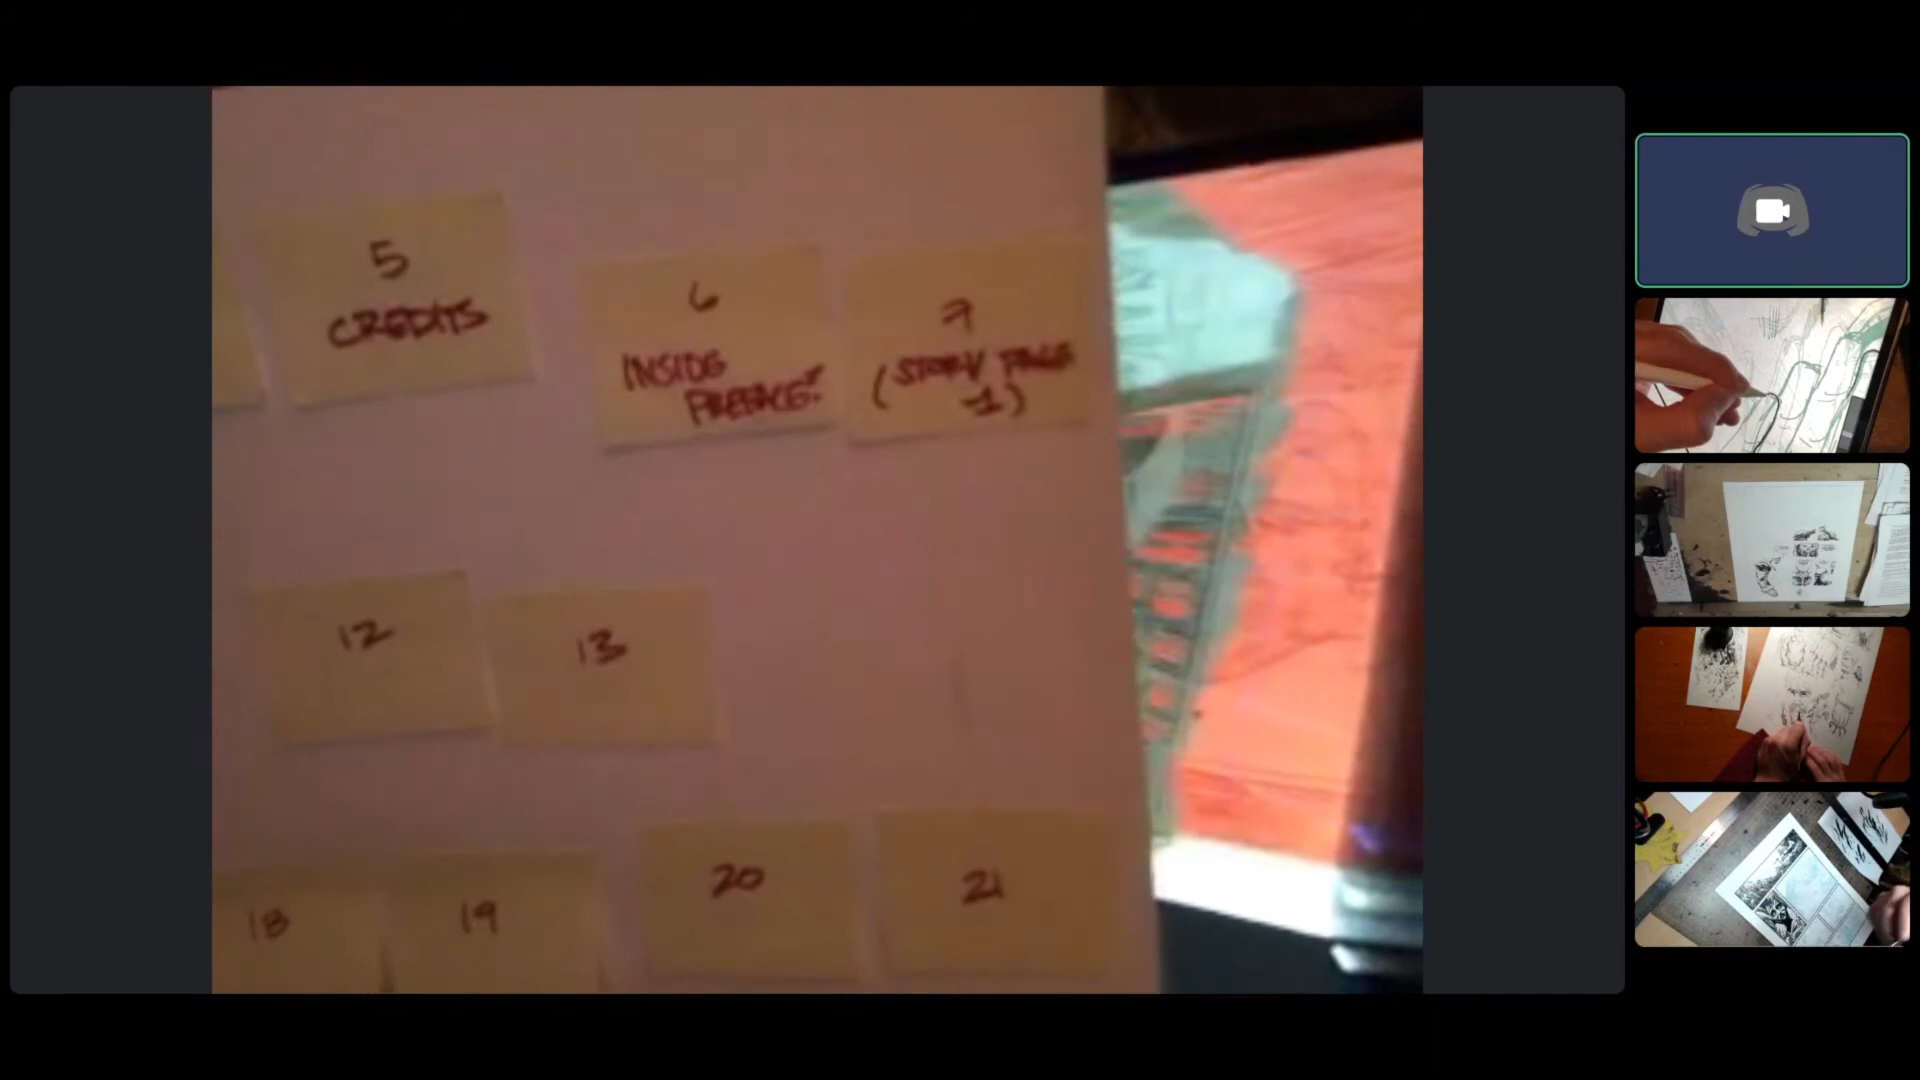 5
CREDITS
6
INSIDE
PREFACE?
7
(STORY PAGE
1)
12
13
18
19
20
21